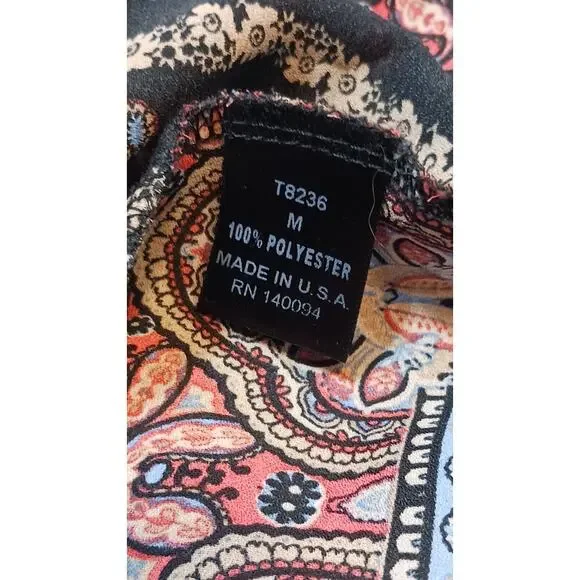 T8236
M
100% POLYESTER
MADE IN U.S.A.
RN 140094